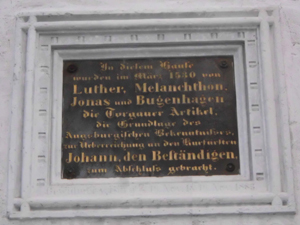 In diesem Hause
wurden im März 1530 von
Luther, Melanchthon,
Jonas und Bugenhagen
die Torgauer Artikel,
die Grundlage des
Augsburgischen Bekenntnisses,
zur Ueberreichung an den Kurfürsten
Johann, den Beständigen,
zum Abschluß gebracht.